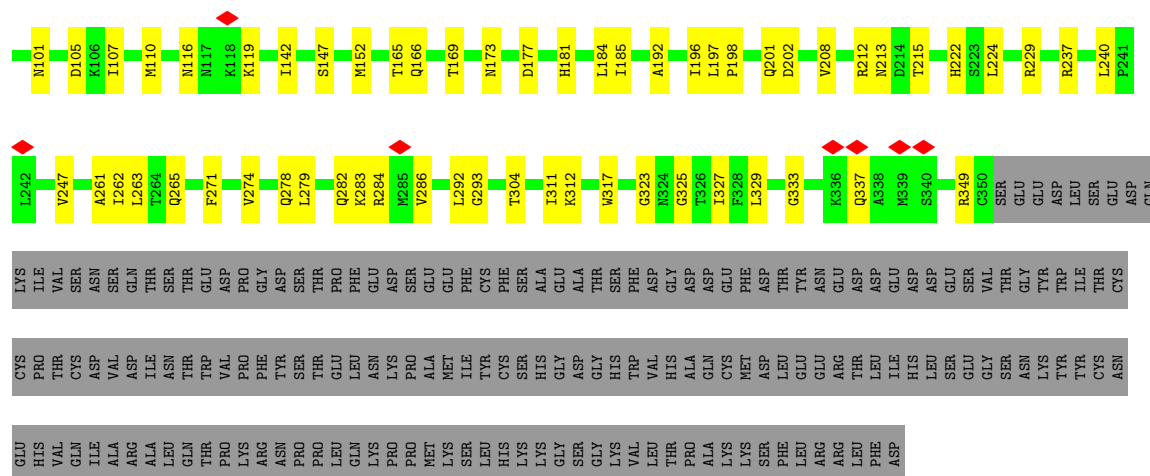 N101 D105 K106 I107 M110 N116 N117 K118 K119 I142 S147 M152 T165 Q166 T169 N173 D177 H181 L184 I185 A192 I196 L197 P198 Q201 D202 V208 R212 N213 D214 T215 H222 S223 L224 R229 R237 L240 P241
L242 V247 A261 I262 L263 T264 Q265 F271 V274 Q278 L279 Q282 K283 R284 M285 V286 L292 G293 T304 I311 K312 W317 G323 N324 G325 T326 I327 F328 L329 G333 K336 Q337 A338 M339 S340 R349 C350 SER GLU GLU ASP LEU SER GLU ASP GLN
LYS ILE VAL SER ASN SER GLN THR SER THR GLU ASP PRO GLY ASP SER LEU THR PRO PHE GLU ASP SER GLU GLU PHE CYS PHE SER ALA GLU ALA THR SER PHE ASP GLY ASP ASP GLU PHE ASP THR TYR ASN GLU ASP ASP GLU ASP ASP GLU SER VAL THR GLY TYR TRP ILE THR CYS
CYS PRO THR CYS ASP VAL ASP ILE ASN THR TRP VAL PRO PHE TYR SER THR GLU LEU ASN LYS PRO ALA MET ILE TYR CYS SER HIS GLY ASP GLY HIS TRP VAL HIS ALA GLN CYS MET ASP LEU GLU GLU ARG THR LEU ILE HIS LEU SER GLU GLY SER ASN LYS TYR TYR CYS ASN
GLU HIS VAL GLN ILE ALA ARG ALA LEU GLN THR PRO LYS ARG ASN PRO PRO LEU GLN LYS PRO PRO MET LYS SER LEU HIS LYS LYS GLY SER GLY LYS VAL LEU THR PRO ALA LYS LYS SER PHE LEU ARG ARG LEU PHE ASP